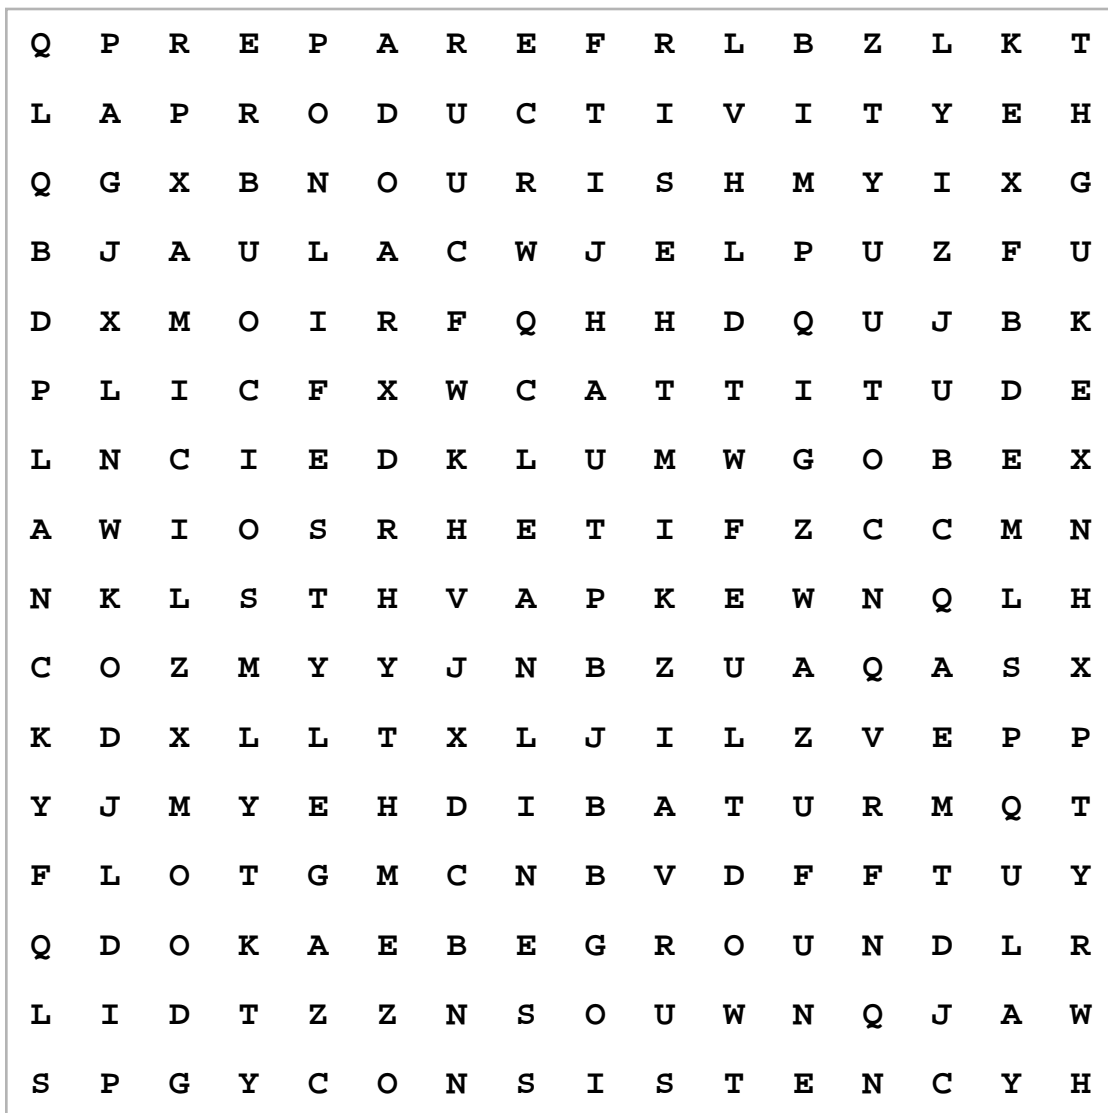 Q P R E P A R E F R L B Z L K T
L A P R O D U C T I V I T Y E H
Q G X B N O U R I S H M Y I X G
B J A U L A C W J E L P U Z F U
D X M O I R F Q H H D Q U J B K
P L I C F X W C A T T I T U D E
L N C I E D K L U M W G O B E X
A W I O S R H E T I F Z C C M N
N K L S T H V A P K E W N Q L H
C O Z M Y Y J N B Z U A Q A S X
K D X L L T X L J I L Z V E P P
Y J M Y E H D I B A T U R M Q T
F L O T G M C N B V D F F T U Y
Q D O K A E B E G R O U N D L R
L I D T Z Z N S O U W N Q J A W
S P G Y C O N S I S T E N C Y H